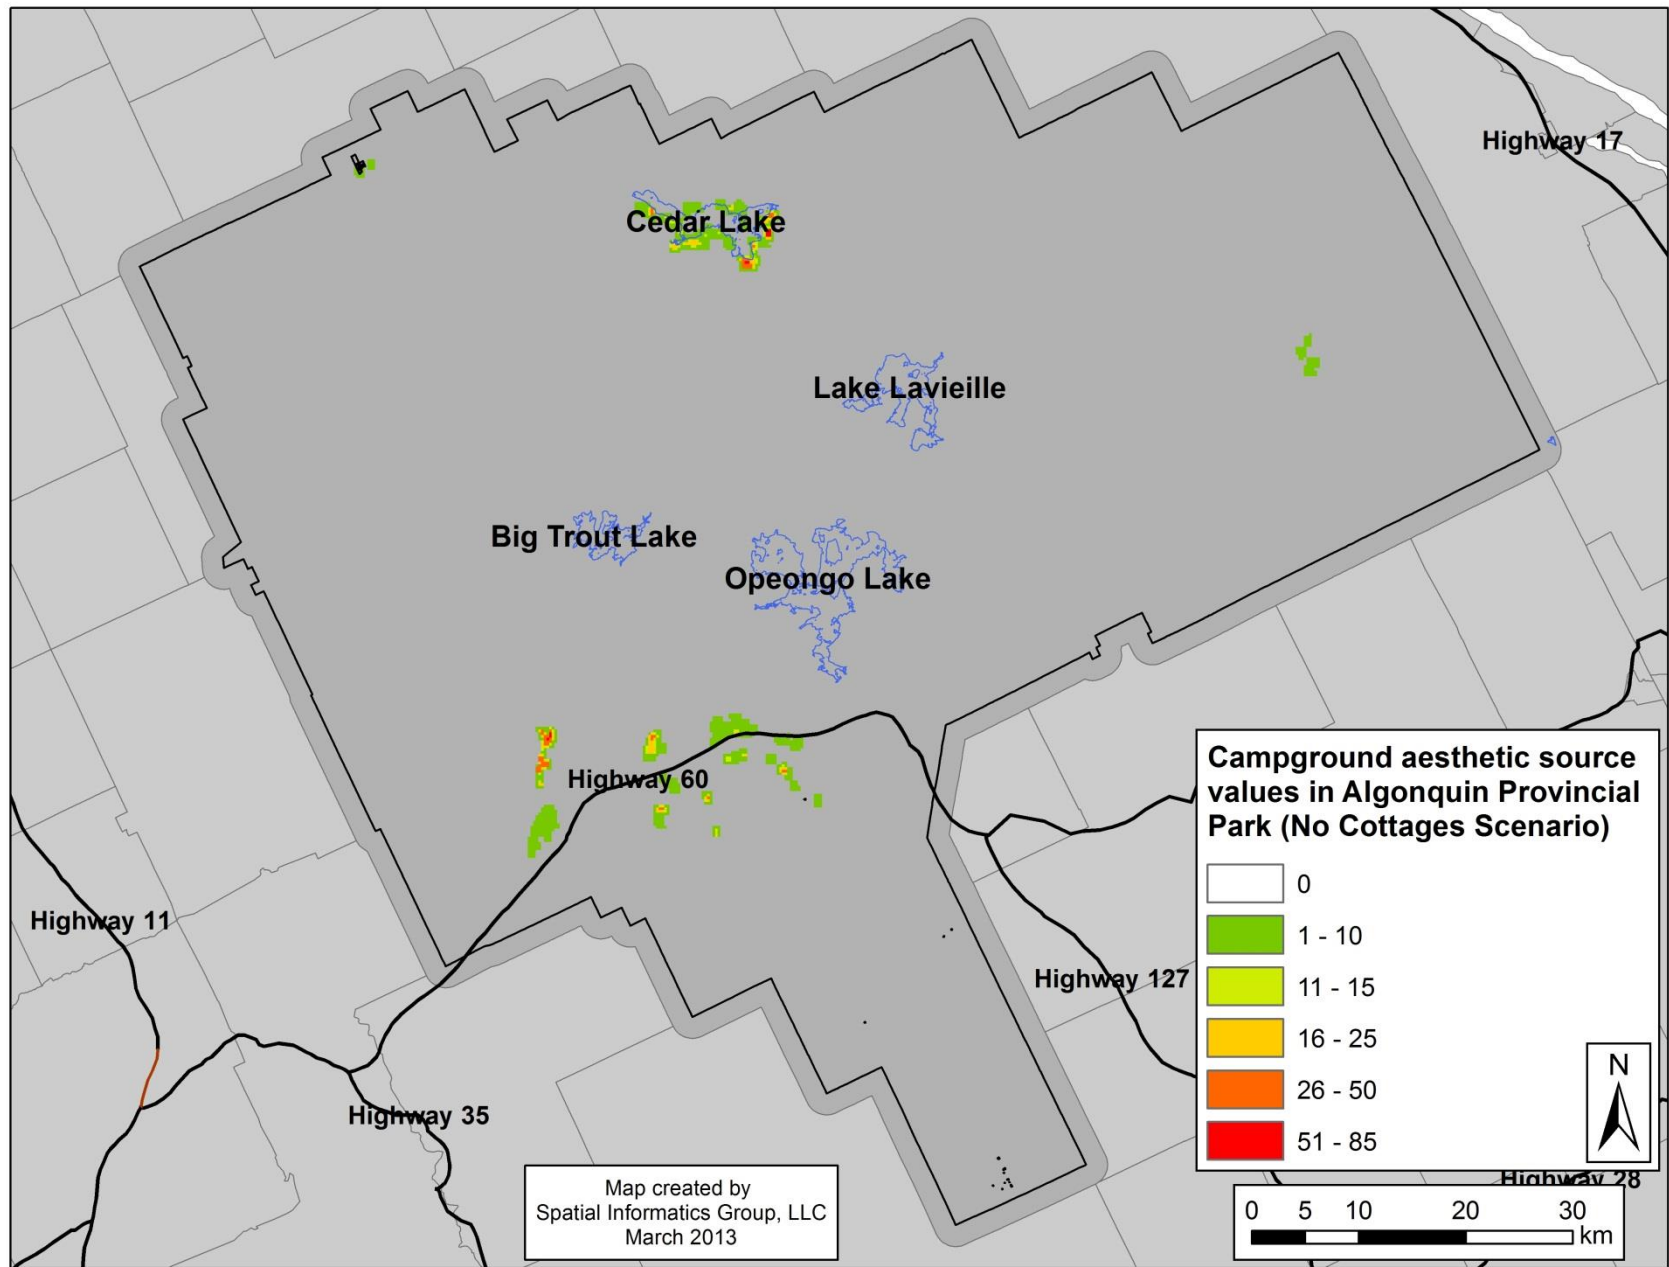 Highway 17
Cedar Lake
Lake Lavieille
Big Trout Lake
Opeongo Lake
Highway 60
Highway 11
Highway 127
Highway 35
Highway 28
Campground aesthetic source
values in Algonquin Provincial
Park (No Cottages Scenario)
0
1 - 10
11 - 15
16 - 25
26 - 50
51 - 85
N
Map created by
Spatial Informatics Group, LLC
March 2013
0 5 10 20 30
km